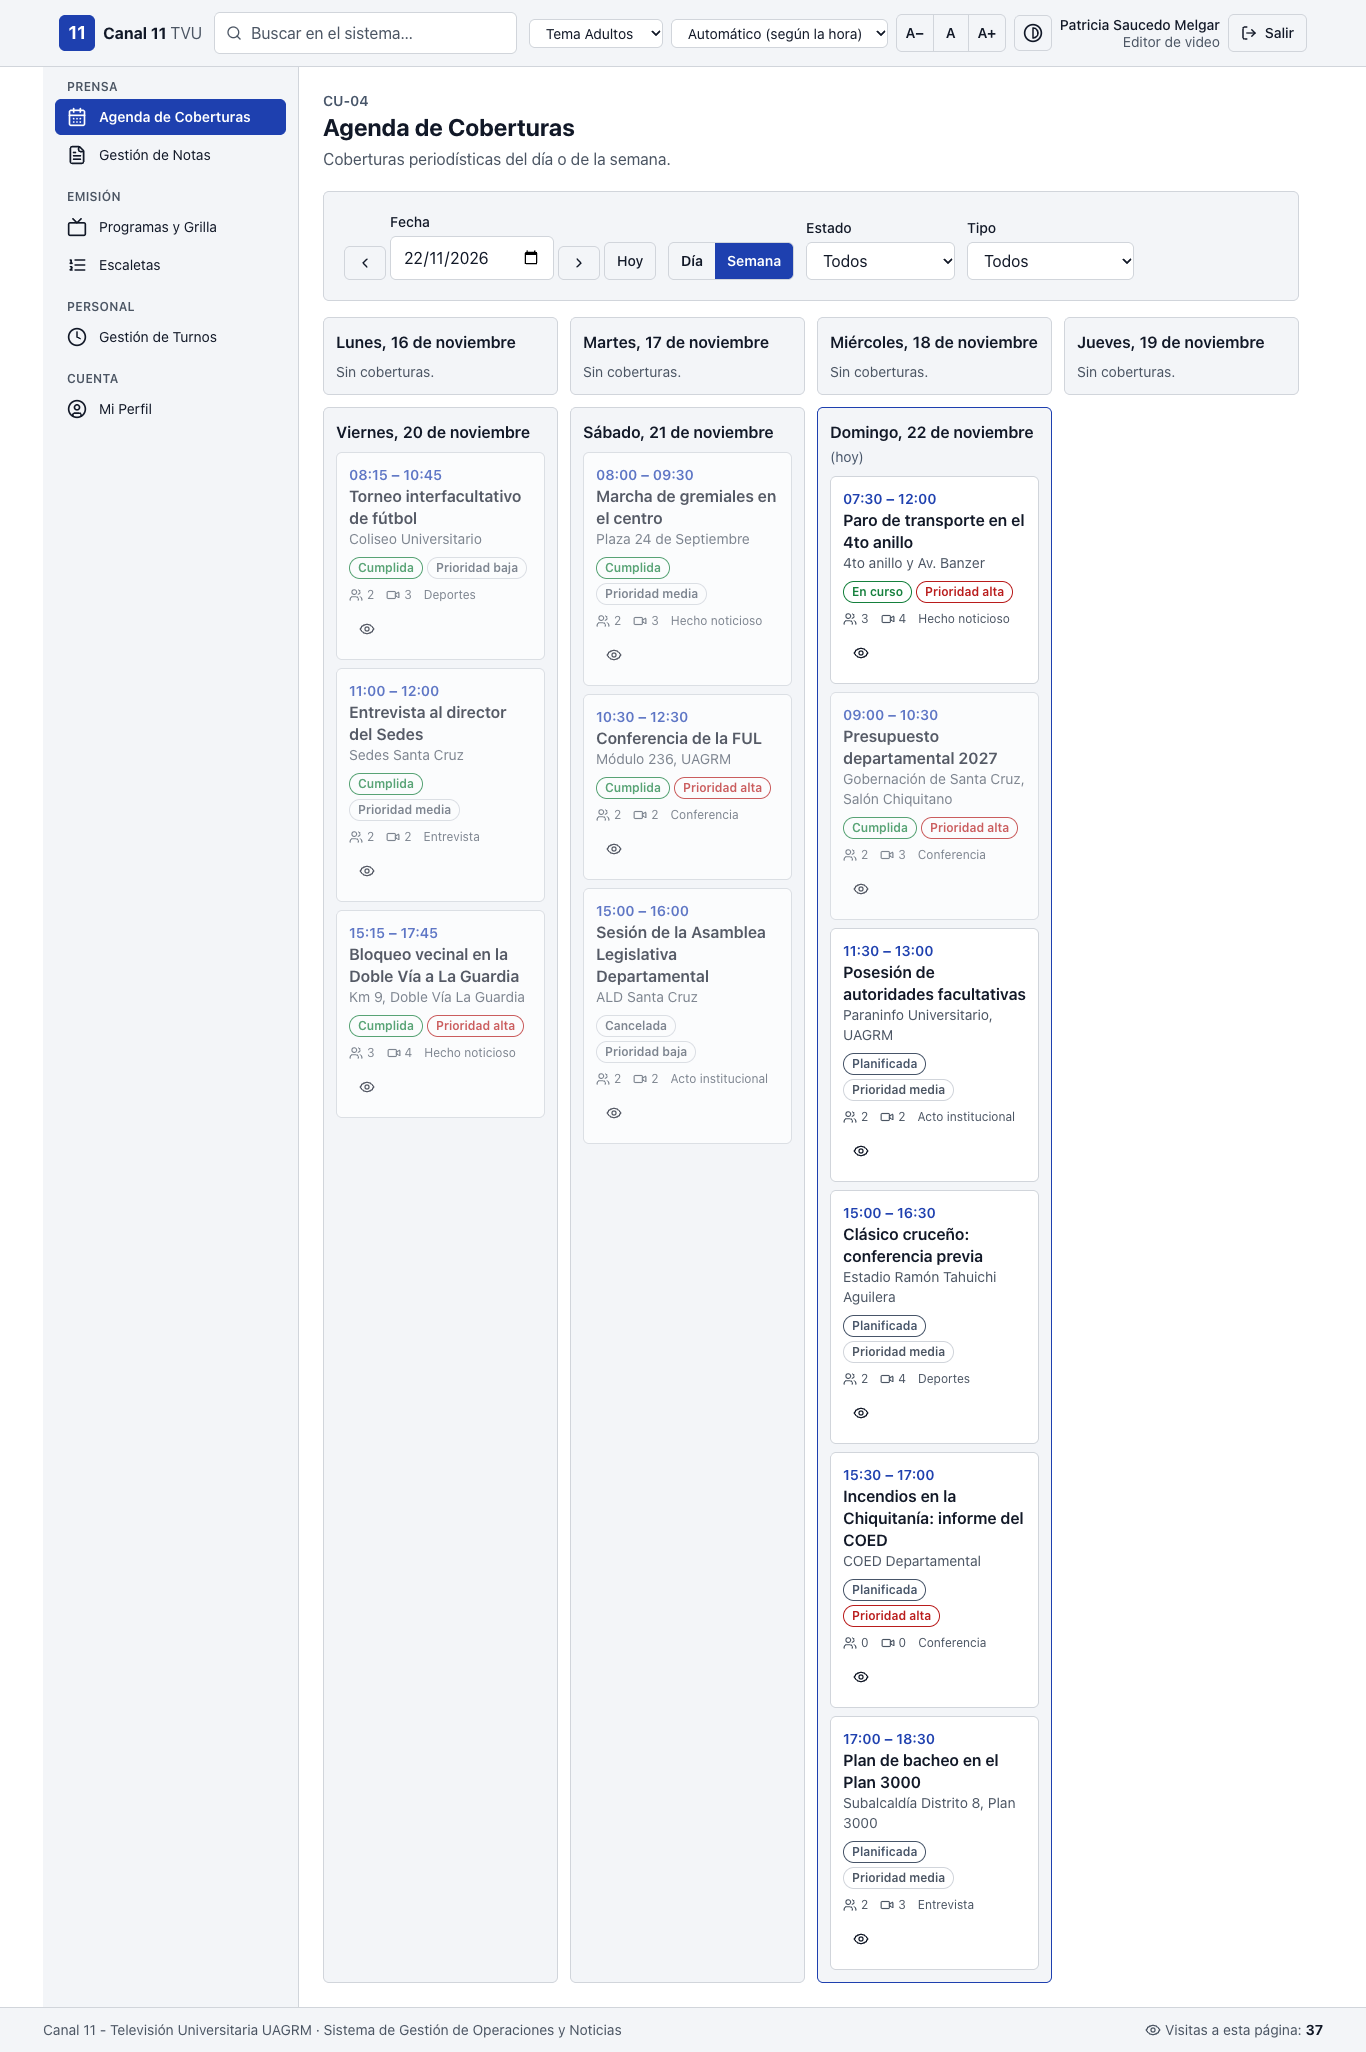 11 Canal 11 TVU
Buscar en el sistema...
Tema Adultos
Automático (según la hora)
A− A A+
Patricia Saucedo Melgar
Editor de video
Salir
PRENSA
Agenda de Coberturas
Gestión de Notas
EMISIÓN
Programas y Grilla
Escaletas
PERSONAL
Gestión de Turnos
CUENTA
Mi Perfil
CU-04
Agenda de Coberturas
Coberturas periodísticas del día o de la semana.
Fecha
22/11/2026
Hoy
Día Semana
Estado
Todos
Tipo
Todos
Lunes, 16 de noviembre
Sin coberturas.
Martes, 17 de noviembre
Sin coberturas.
Miércoles, 18 de noviembre
Sin coberturas.
Jueves, 19 de noviembre
Sin coberturas.
Viernes, 20 de noviembre
08:15 – 10:45
Torneo interfacultativo
de fútbol
Coliseo Universitario
Cumplida Prioridad baja
2 3 Deportes
11:00 – 12:00
Entrevista al director
del Sedes
Sedes Santa Cruz
Cumplida
Prioridad media
2 2 Entrevista
15:15 – 17:45
Bloqueo vecinal en la
Doble Vía a La Guardia
Km 9, Doble Vía La Guardia
Cumplida Prioridad alta
3 4 Hecho noticioso
Sábado, 21 de noviembre
08:00 – 09:30
Marcha de gremiales en
el centro
Plaza 24 de Septiembre
Cumplida
Prioridad media
2 3 Hecho noticioso
10:30 – 12:30
Conferencia de la FUL
Módulo 236, UAGRM
Cumplida Prioridad alta
2 2 Conferencia
15:00 – 16:00
Sesión de la Asamblea
Legislativa
Departamental
ALD Santa Cruz
Cancelada
Prioridad baja
2 2 Acto institucional
Domingo, 22 de noviembre
(hoy)
07:30 – 12:00
Paro de transporte en el
4to anillo
4to anillo y Av. Banzer
En curso Prioridad alta
3 4 Hecho noticioso
09:00 – 10:30
Presupuesto
departamental 2027
Gobernación de Santa Cruz,
Salón Chiquitano
Cumplida Prioridad alta
2 3 Conferencia
11:30 – 13:00
Posesión de
autoridades facultativas
Paraninfo Universitario,
UAGRM
Planificada
Prioridad media
2 2 Acto institucional
15:00 – 16:30
Clásico cruceño:
conferencia previa
Estadio Ramón Tahuichi
Aguilera
Planificada
Prioridad media
2 4 Deportes
15:30 – 17:00
Incendios en la
Chiquitanía: informe del
COED
COED Departamental
Planificada
Prioridad alta
0 0 Conferencia
17:00 – 18:30
Plan de bacheo en el
Plan 3000
Subalcaldía Distrito 8, Plan
3000
Planificada
Prioridad media
2 3 Entrevista
Canal 11 - Televisión Universitaria UAGRM · Sistema de Gestión de Operaciones y Noticias
Visitas a esta página: 37